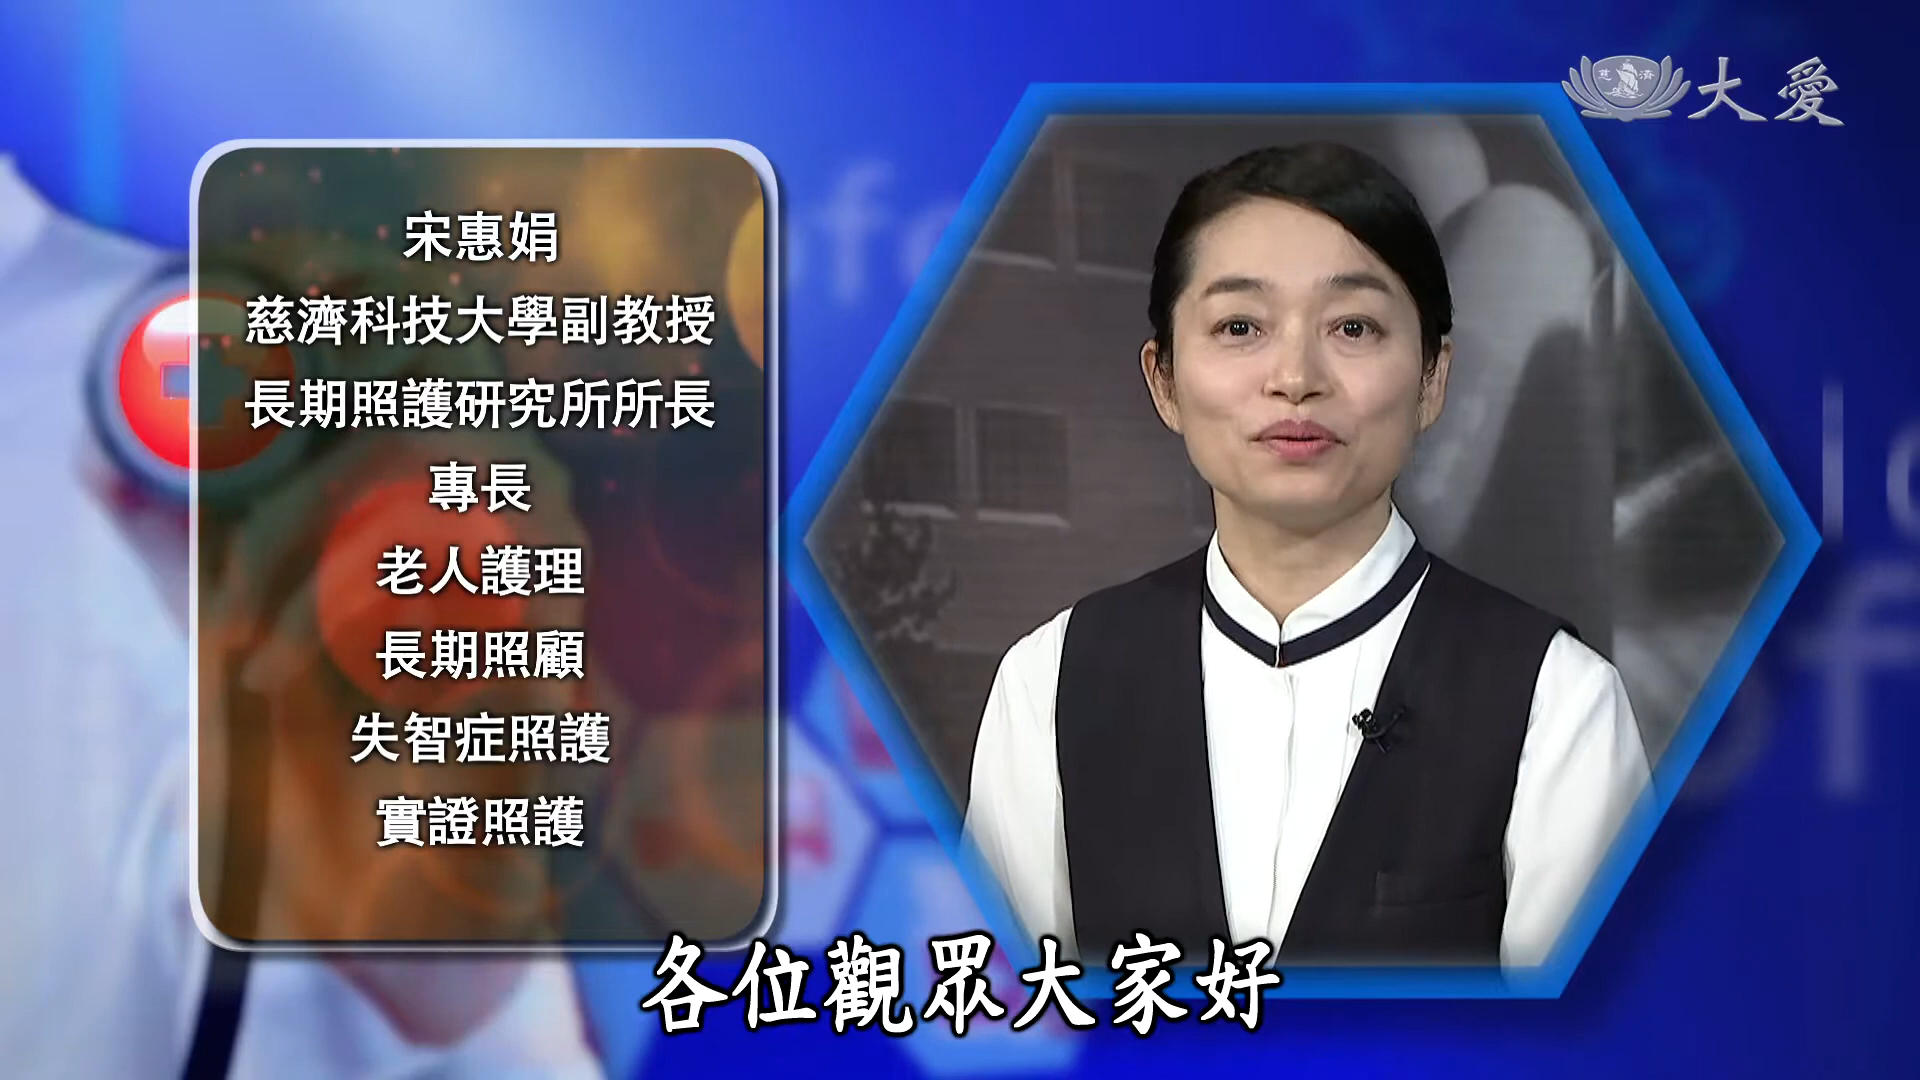 慈濟
大愛
宋惠娟
慈濟科技大學副教授
長期照護研究所所長
專長
老人護理
長期照顧
失智症照護
實證照護
各位觀眾大家好